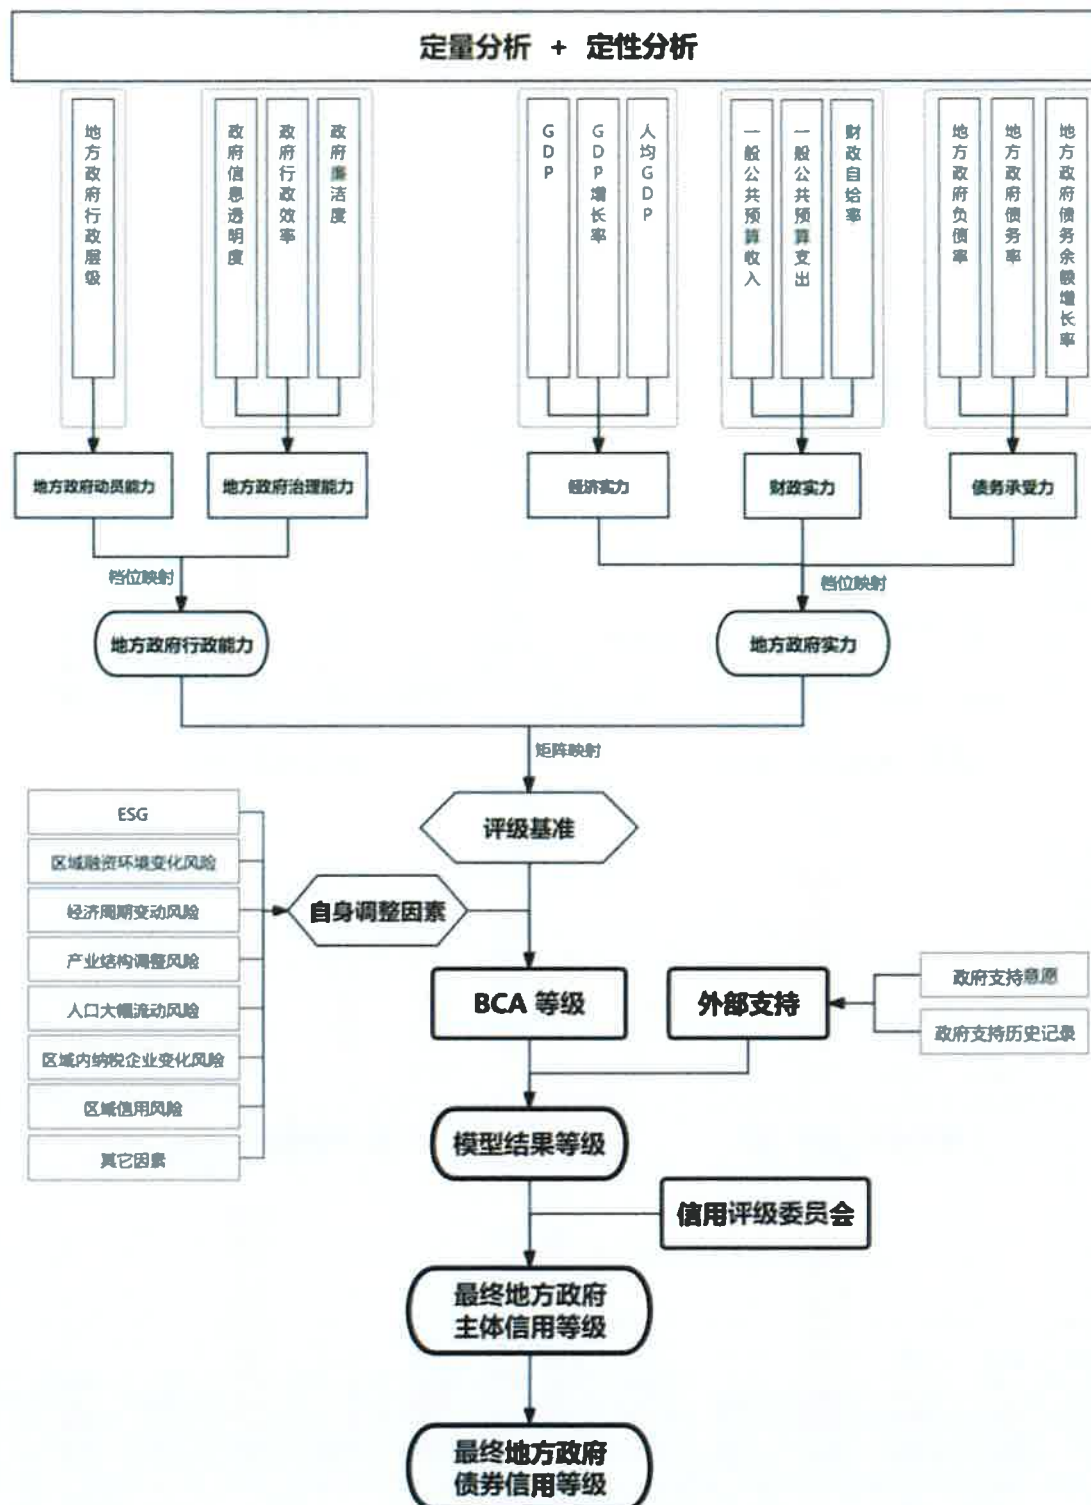 定量分析 + 定性分析
地方政府行政层级
政府信息透明度
政府行政效率
政府廉洁度
GDP
GDP增长率
人均GDP
一般公共预算收入
一般公共预算支出
财政自给率
地方政府负债率
地方政府债务率
地方政府债务余额增长率
地方政府动员能力
地方政府治理能力
经济实力
财政实力
债务承受力
档位映射
档位映射
地方政府行政能力
地方政府实力
矩阵映射
评级基准
ESG
区域融资环境变化风险
经济周期变动风险
产业结构调整风险
人口大幅流动风险
区域内纳税企业变化风险
区域信用风险
其它因素
自身调整因素
BCA 等级
外部支持
政府支持意愿
政府支持历史记录
模型结果等级
信用评级委员会
最终地方政府
主体信用等级
最终地方政府
债券信用等级